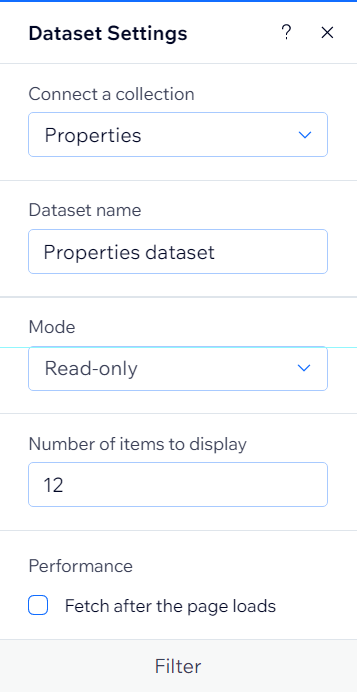 Dataset Settings ? ×
Connect a collection
Properties
Dataset name
Properties dataset
Mode
Read-only
Number of items to display
12
Performance
Fetch after the page loads
Filter